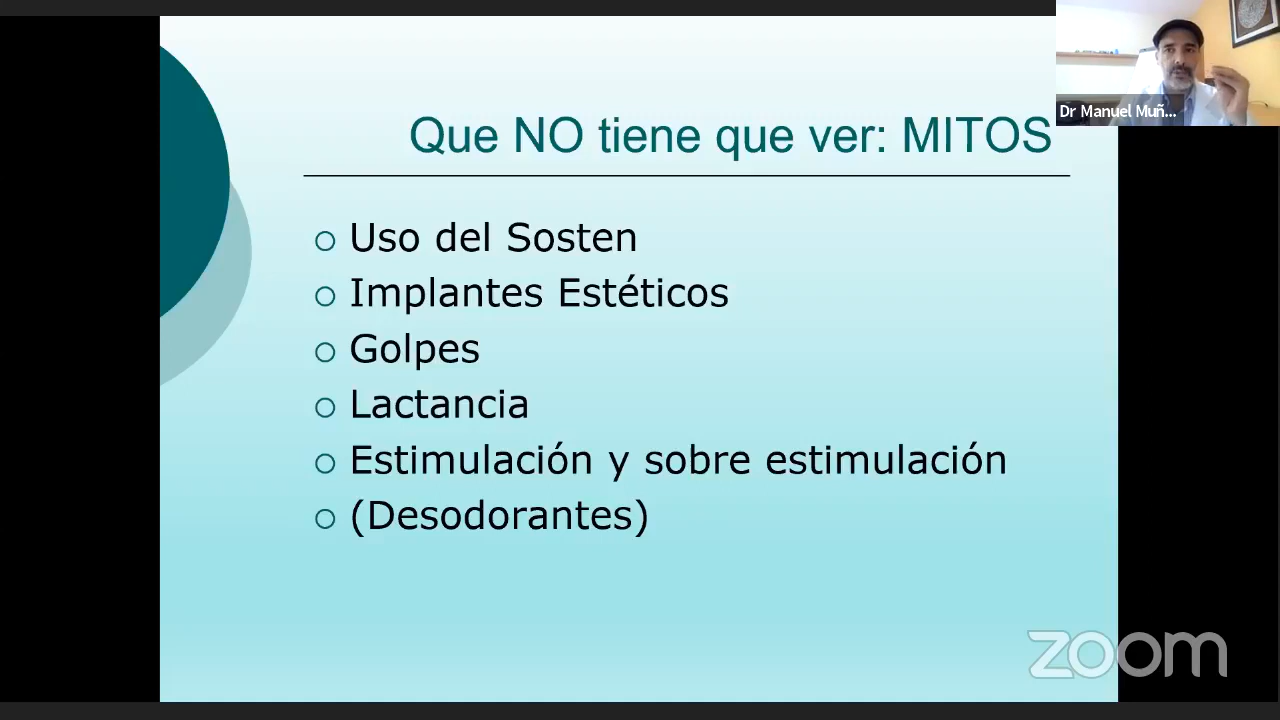 Dr Manuel Muñ...
Que NO tiene que ver: MITOS
Uso del Sosten
Implantes Estéticos
Golpes
Lactancia
Estimulación y sobre estimulación
(Desodorantes)
zoom